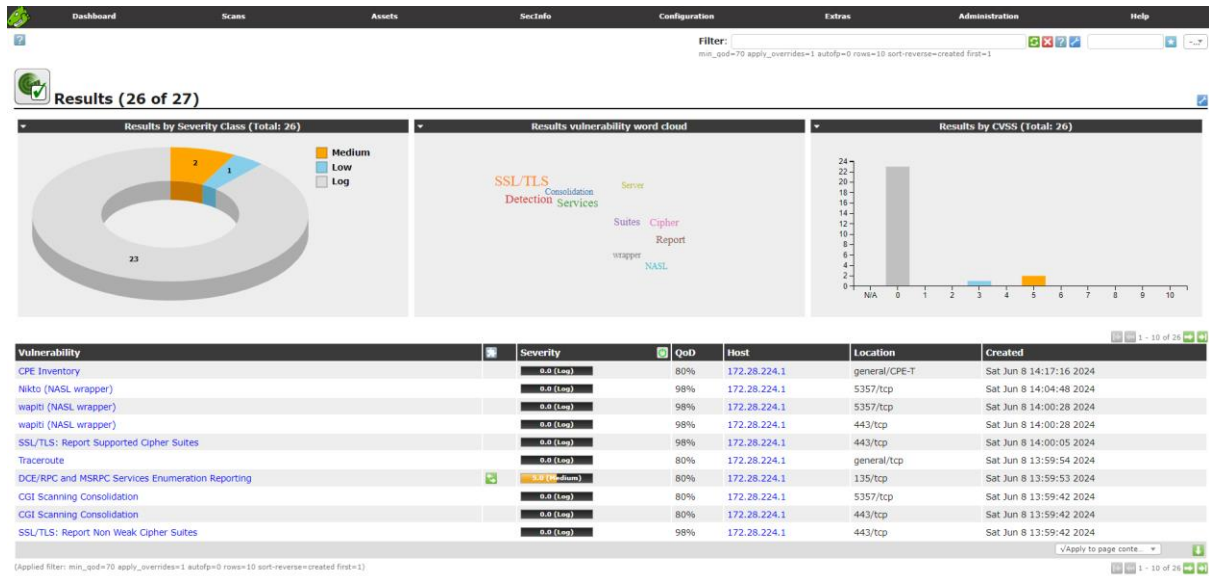 Dashboard Scans Assets SecInfo Configuration Extras Administration Help
Filter:
min_qod=70 apply_overrides=1 autofp=0 rows=10 sort-reverse=created first=1
Results (26 of 27)
Results by Severity Class (Total: 26)
Medium
Low
Log
2
1
23
Results vulnerability word cloud
SSL/TLS
Consolidation
Server
Detection Services
Suites Cipher
Report
wrapper
NASL
Results by CVSS (Total: 26)
24
22
20
18
16
14
12
10
8
6
4
2
0
N/A 0 1 2 3 4 5 6 7 8 9 10
1 - 10 of 26
Vulnerability Severity QoD Host Location Created
CPE Inventory 0.0 (Log) 80% 172.28.224.1 general/CPE-T Sat Jun 8 14:17:16 2024
Nikto (NASL wrapper) 0.0 (Log) 98% 172.28.224.1 5357/tcp Sat Jun 8 14:04:48 2024
wapiti (NASL wrapper) 0.0 (Log) 98% 172.28.224.1 5357/tcp Sat Jun 8 14:00:28 2024
wapiti (NASL wrapper) 0.0 (Log) 98% 172.28.224.1 443/tcp Sat Jun 8 14:00:28 2024
SSL/TLS: Report Supported Cipher Suites 0.0 (Log) 98% 172.28.224.1 443/tcp Sat Jun 8 14:00:05 2024
Traceroute 0.0 (Log) 80% 172.28.224.1 general/tcp Sat Jun 8 13:59:54 2024
DCE/RPC and MSRPC Services Enumeration Reporting 5.0 (Medium) 80% 172.28.224.1 135/tcp Sat Jun 8 13:59:53 2024
CGI Scanning Consolidation 0.0 (Log) 80% 172.28.224.1 5357/tcp Sat Jun 8 13:59:42 2024
CGI Scanning Consolidation 0.0 (Log) 80% 172.28.224.1 443/tcp Sat Jun 8 13:59:42 2024
SSL/TLS: Report Non Weak Cipher Suites 0.0 (Log) 98% 172.28.224.1 443/tcp Sat Jun 8 13:59:42 2024
√Apply to page conte...
(Applied filter: min_qod=70 apply_overrides=1 autofp=0 rows=10 sort-reverse=created first=1)
1 - 10 of 26